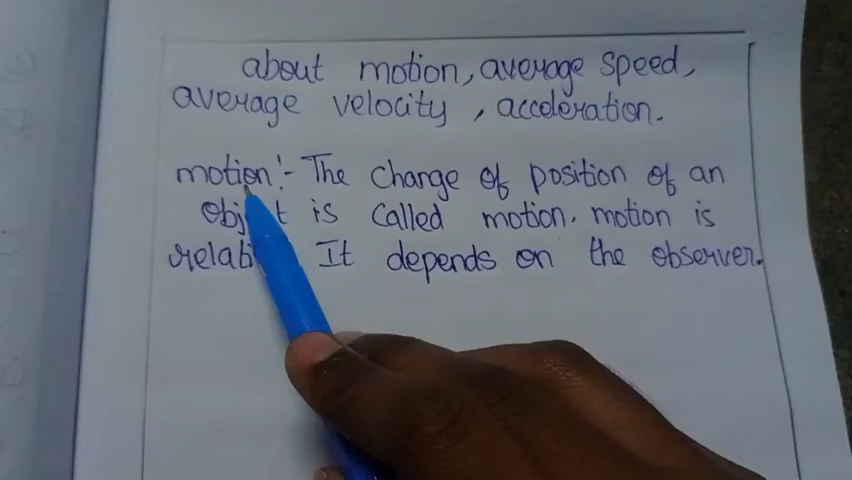 about motion, average speed,
average velocity, acceleration.
motion:- The change of position of an
is called motion. motion is
It depends on the observer.